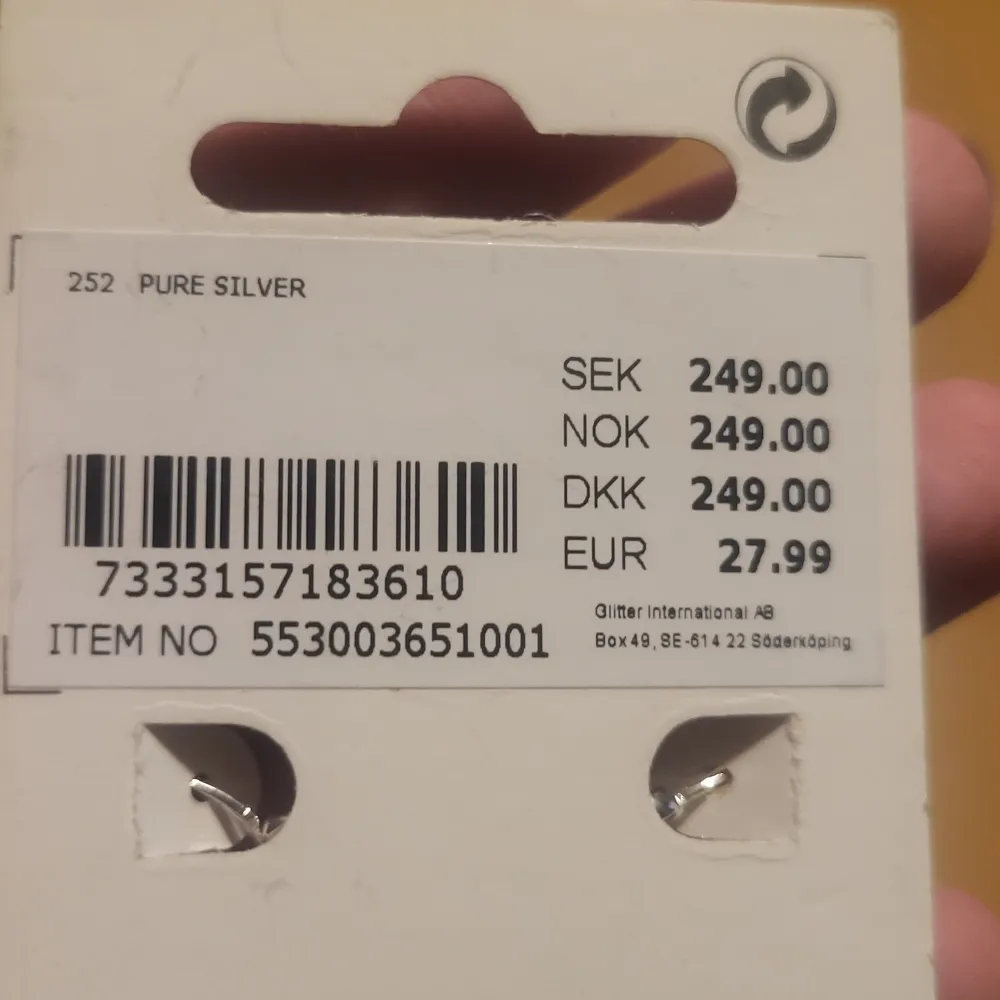 252 PURE SILVER
SEK 249.00
NOK 249.00
DKK 249.00
EUR 27.99
7333157183610
ITEM NO 553003651001
Glitter International AB
Box 49, SE-614 22 Söderköping